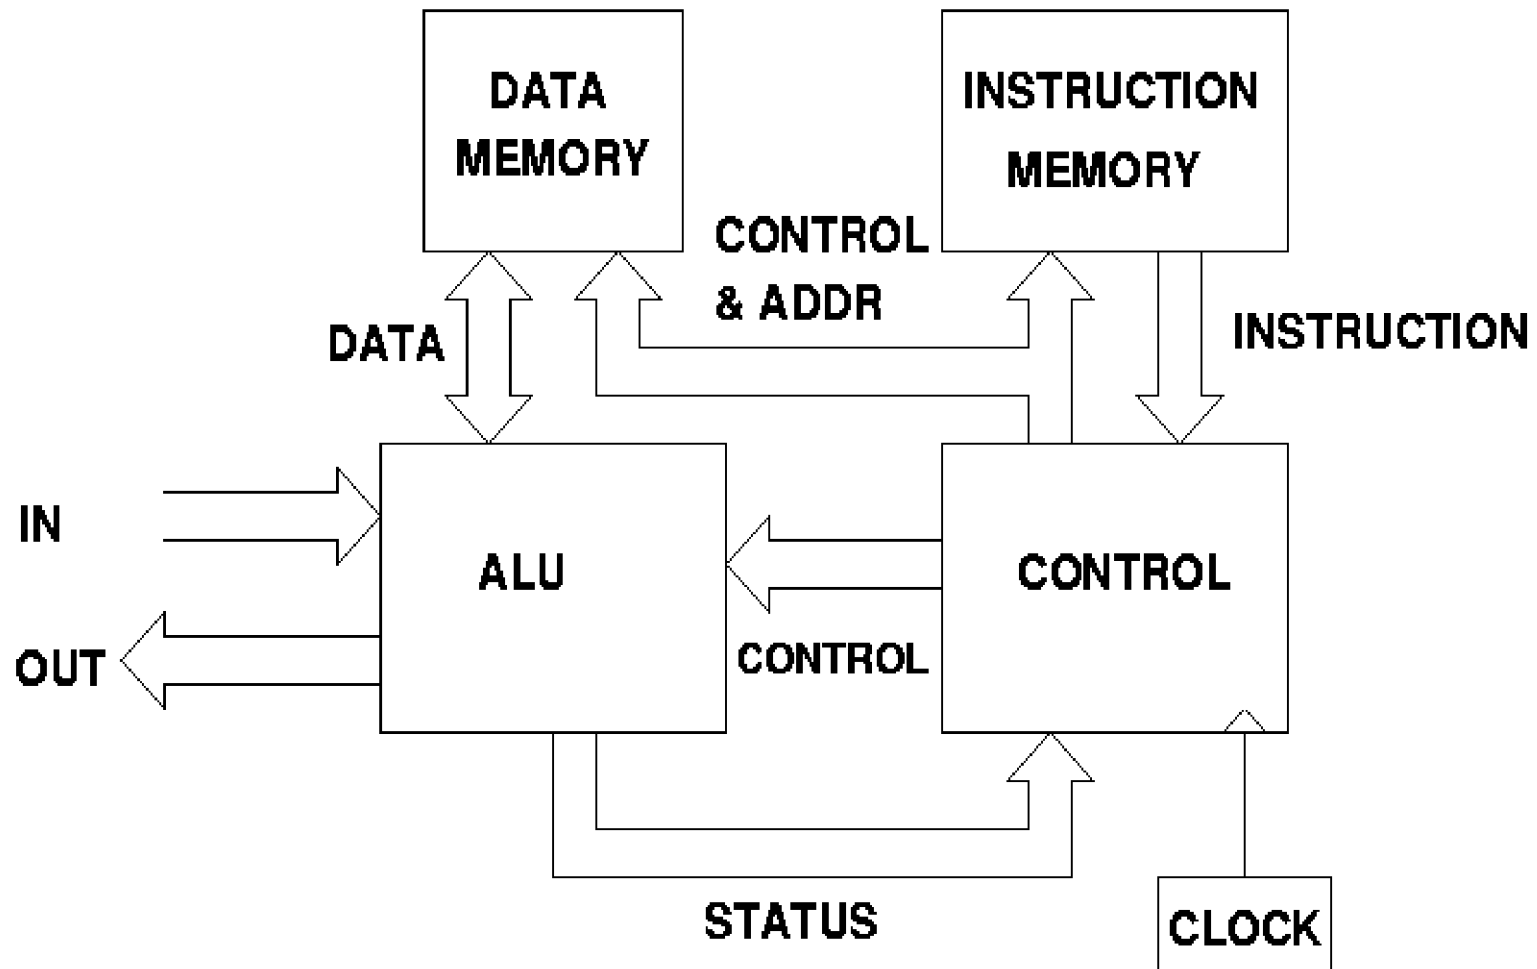 DATA
MEMORY
INSTRUCTION
MEMORY
CONTROL
& ADDR
DATA
INSTRUCTION
IN
ALU
CONTROL
OUT
CONTROL
STATUS
CLOCK